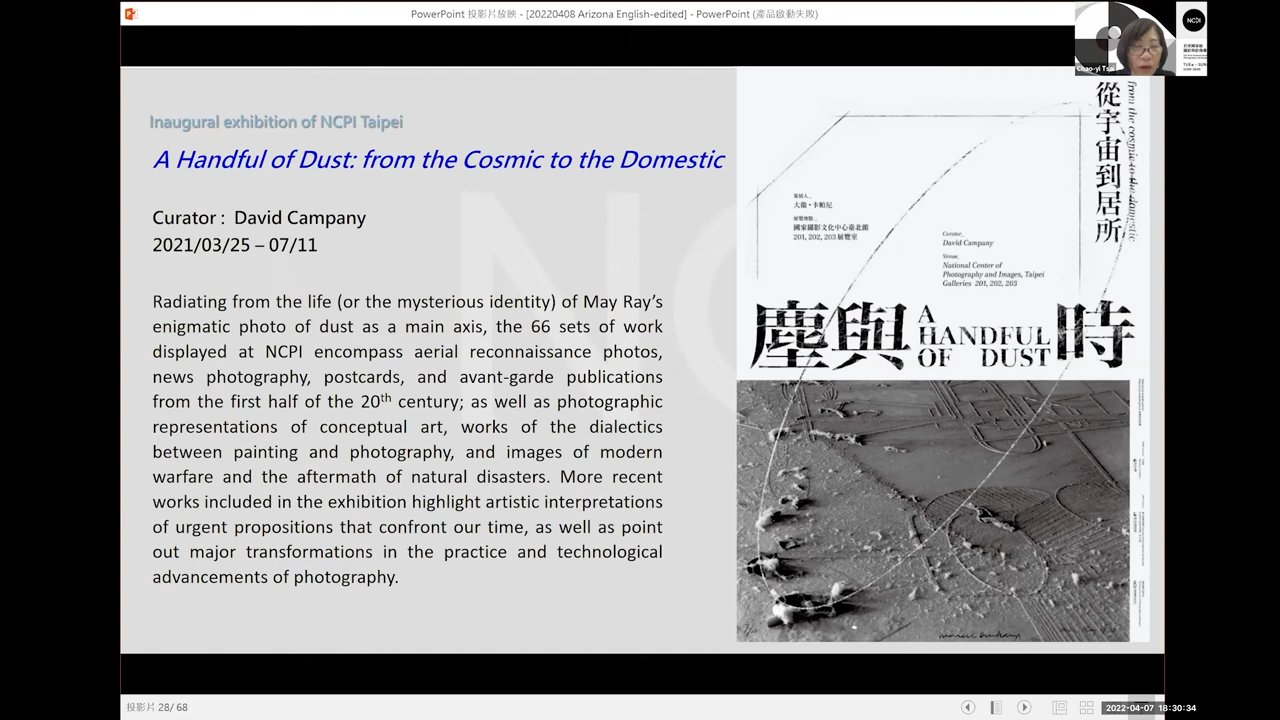 PowerPoint 投影片放映 - [20220408 Arizona English-edited] - PowerPoint (產品啟動失敗)
NCPI
Chao-yi Tsai
Inaugural exhibition of NCPI Taipei
A Handful of Dust: from the Cosmic to the Domestic
Curator : David Campany
2021/03/25 – 07/11
Radiating from the life (or the mysterious identity) of May Ray’s
enigmatic photo of dust as a main axis, the 66 sets of work
displayed at NCPI encompass aerial reconnaissance photos,
news photography, postcards, and avant-garde publications
from the first half of the 20th century; as well as photographic
representations of conceptual art, works of the dialectics
between painting and photography, and images of modern
warfare and the aftermath of natural disasters. More recent
works included in the exhibition highlight artistic interpretations
of urgent propositions that confront our time, as well as point
out major transformations in the practice and technological
advancements of photography.
從宇宙到居所
from the cosmic to the domestic
策展人_
大衛・卡帕尼
展覽地點_
國家攝影文化中心臺北館
201, 202, 203 展覽室
Curator_
David Campany
Venue_
National Center of
Photography and Images, Taipei
Galleries 201, 202, 203
塵與時
A
HANDFUL
OF DUST
投影片 28/ 68
2022-04-07 18:30:34